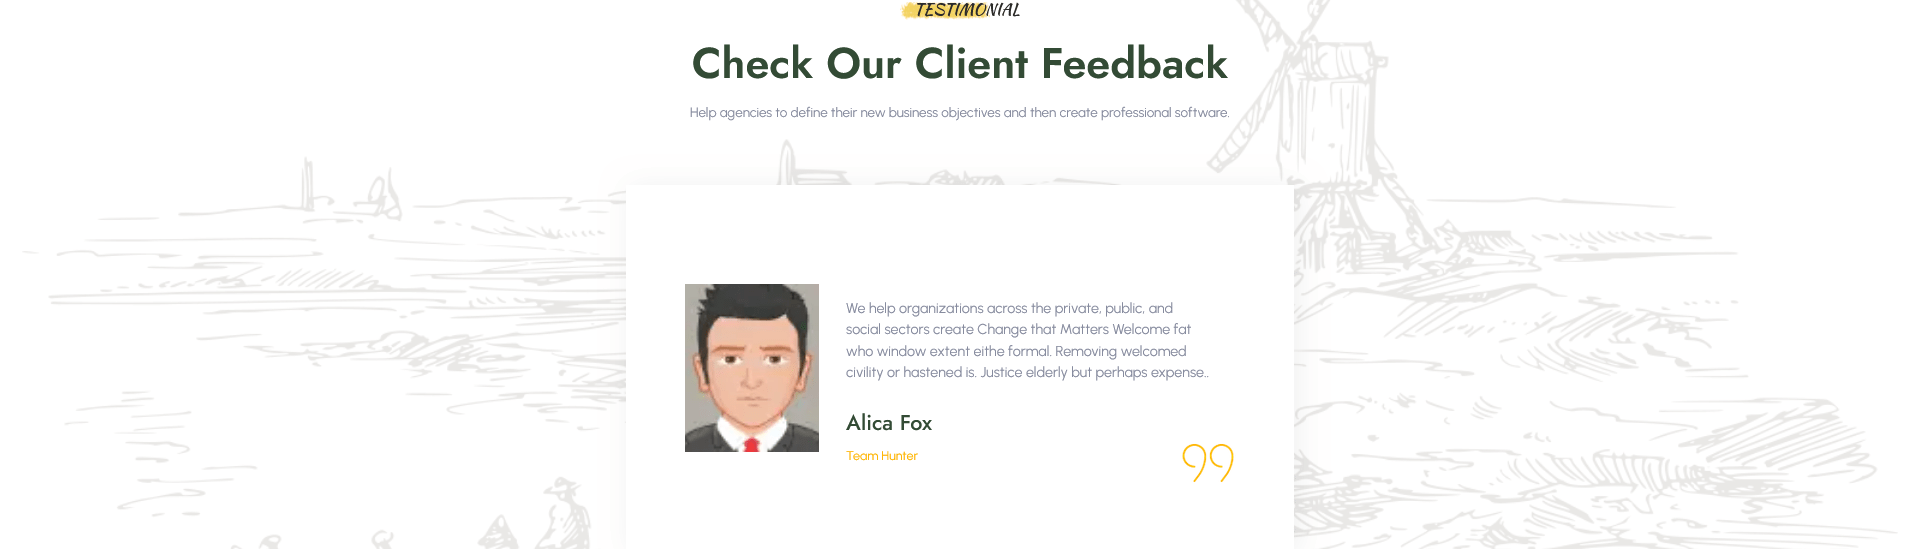 TESTIMONIAL
Check Our Client Feedback
Help agencies to define their new business objectives and then create professional software.
We help organizations across the private, public, and
social sectors create Change that Matters Welcome fat
who window extent eithe formal. Removing welcomed
civility or hastened is. Justice elderly but perhaps expense..
Alica Fox
Team Hunter